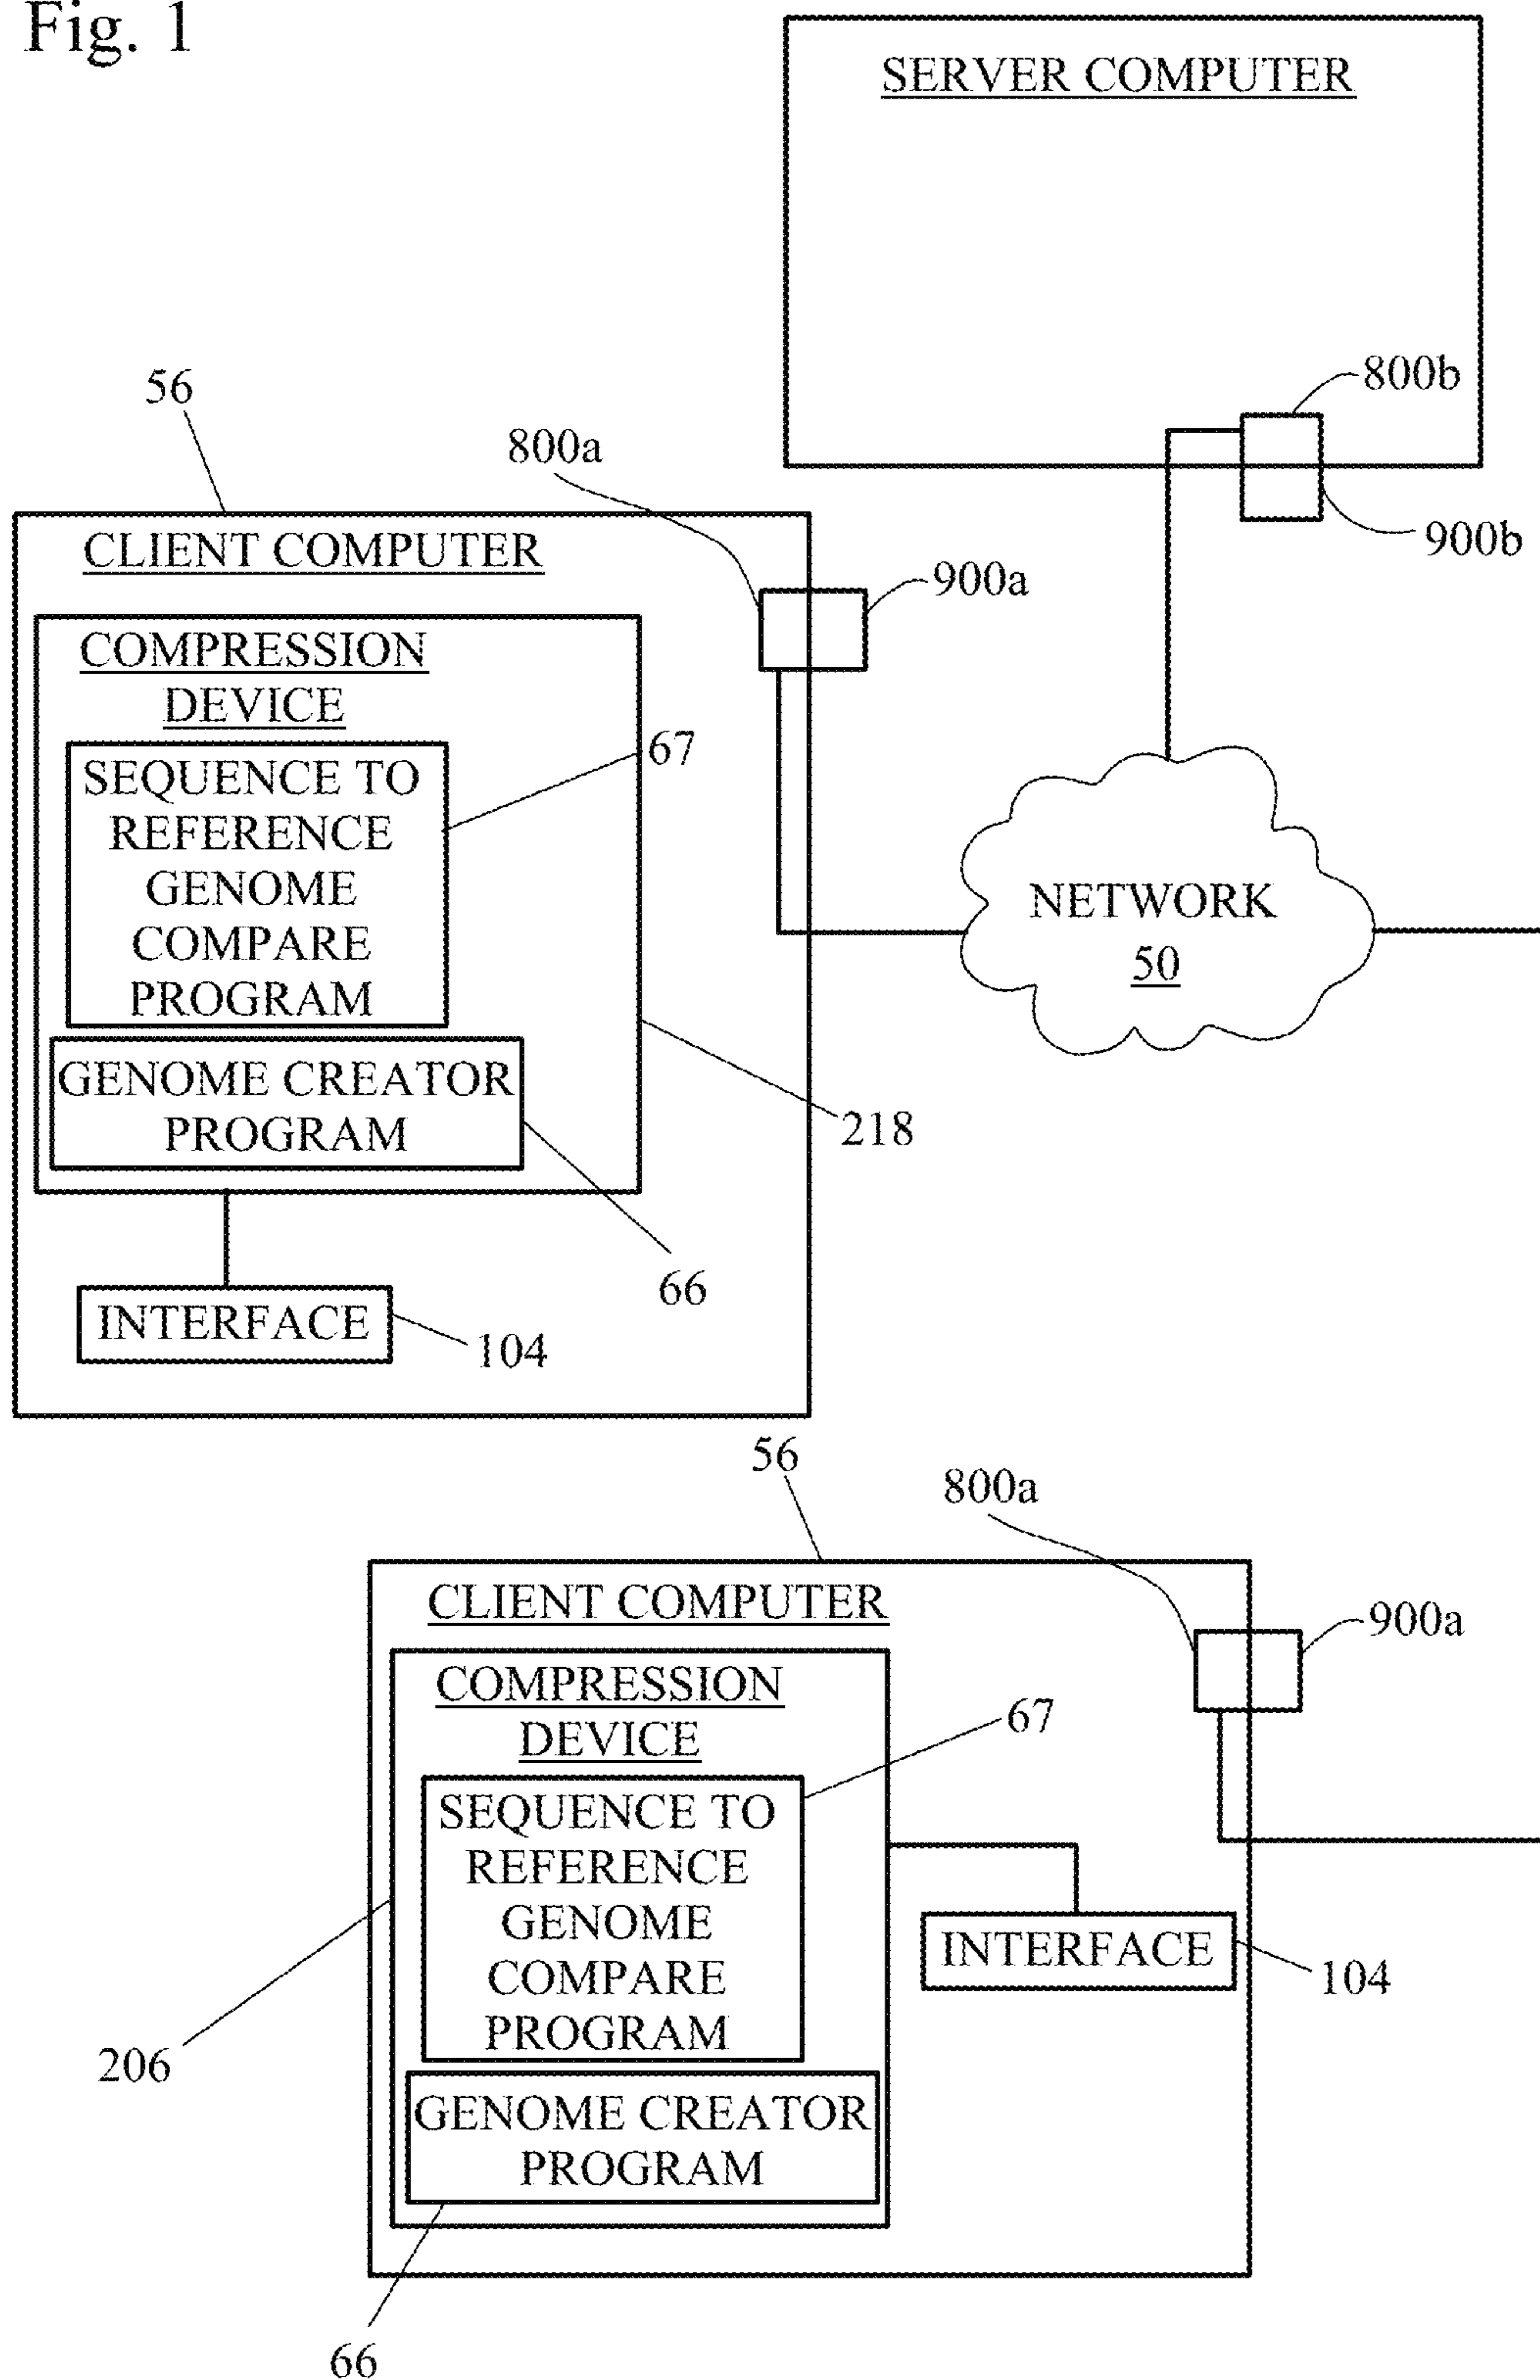 Fig. 1
SERVER COMPUTER
800b
900b
56
800a
CLIENT COMPUTER
900a
COMPRESSION
DEVICE
67
SEQUENCE TO
REFERENCE
GENOME
COMPARE
PROGRAM
NETWORK
50
GENOME CREATOR
PROGRAM
218
66
INTERFACE
104
56
800a
CLIENT COMPUTER
900a
COMPRESSION
DEVICE
67
SEQUENCE TO
REFERENCE
GENOME
COMPARE
PROGRAM
INTERFACE
104
206
GENOME CREATOR
PROGRAM
66